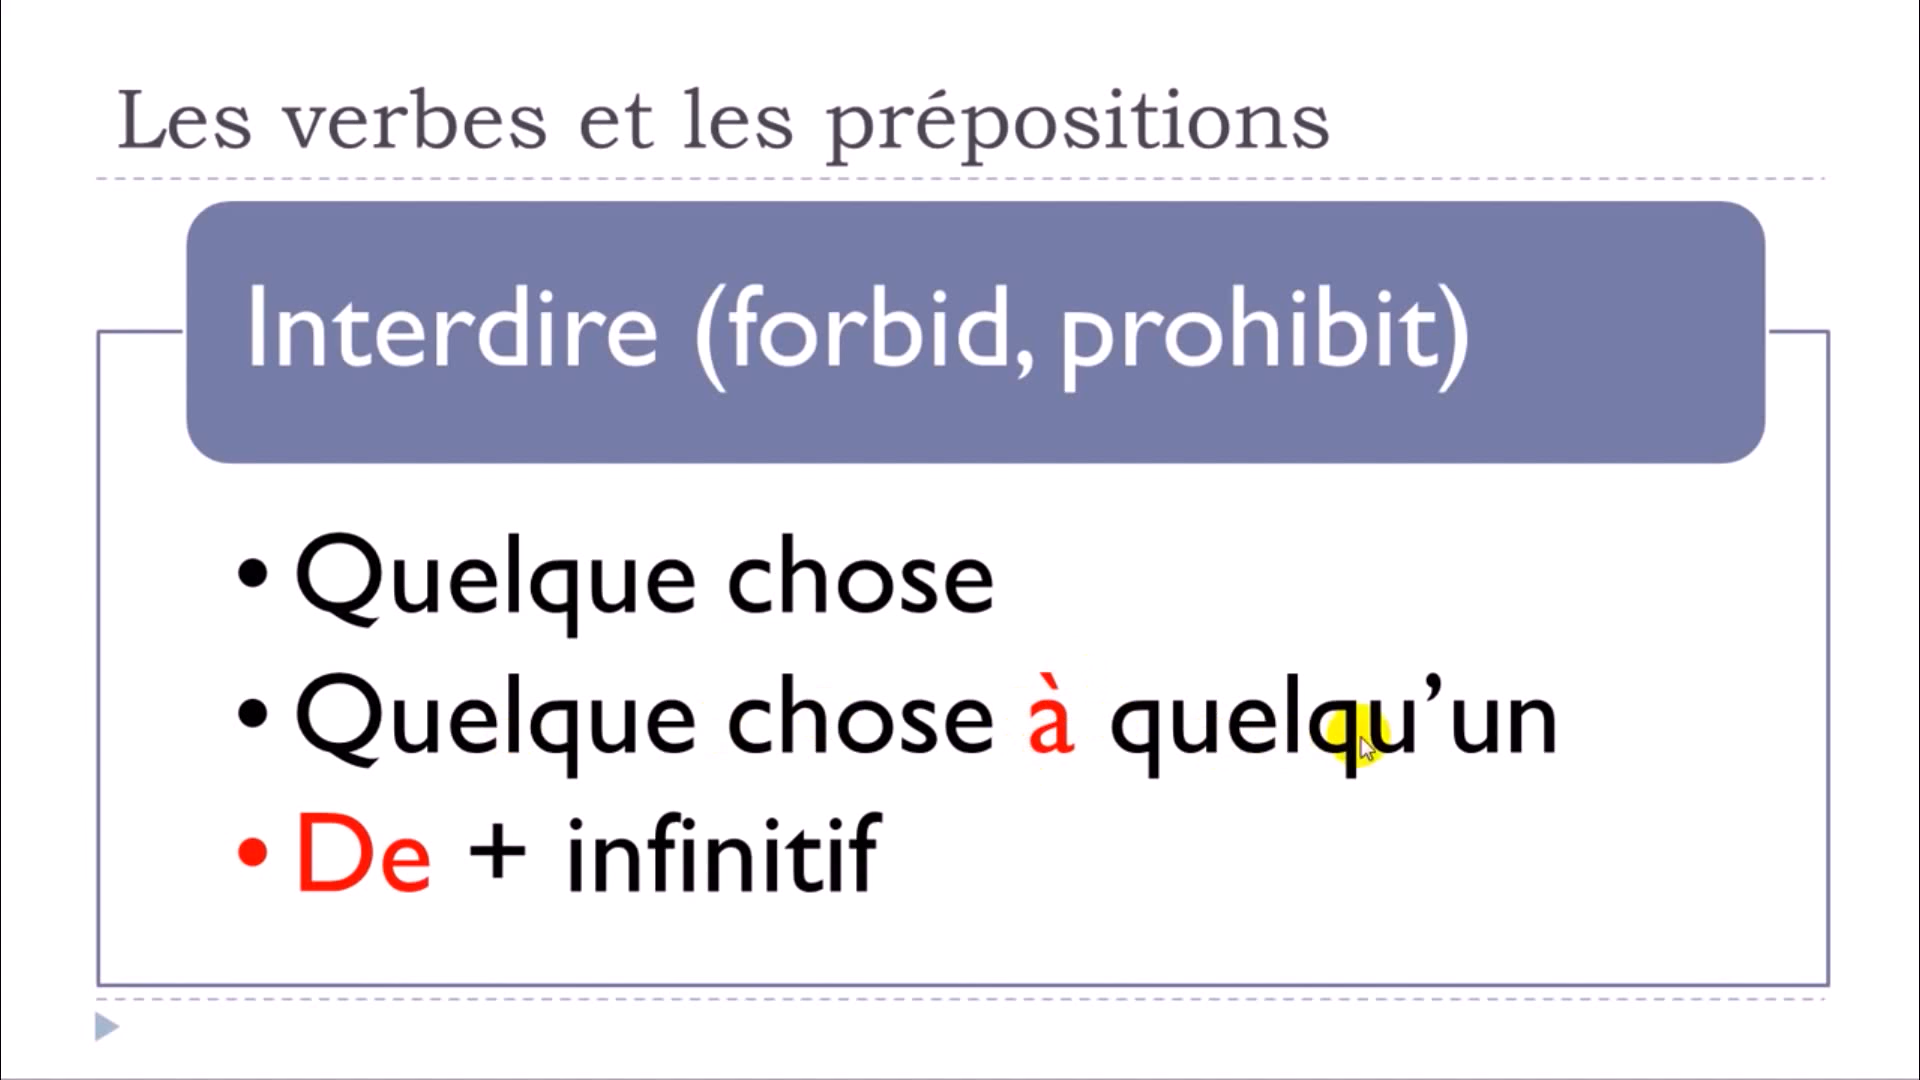 Les verbes et les prépositions
Interdire (forbid, prohibit)
• Quelque chose
• Quelque chose à quelqu’un
• De + infinitif